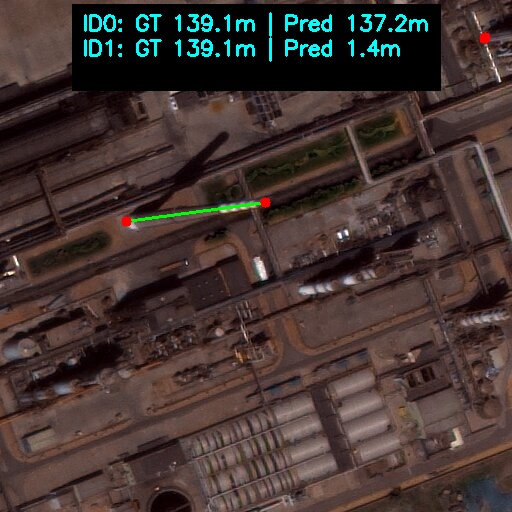 ID0: GT 139.1m | Pred 137.2m
ID1: GT 139.1m | Pred 1.4m